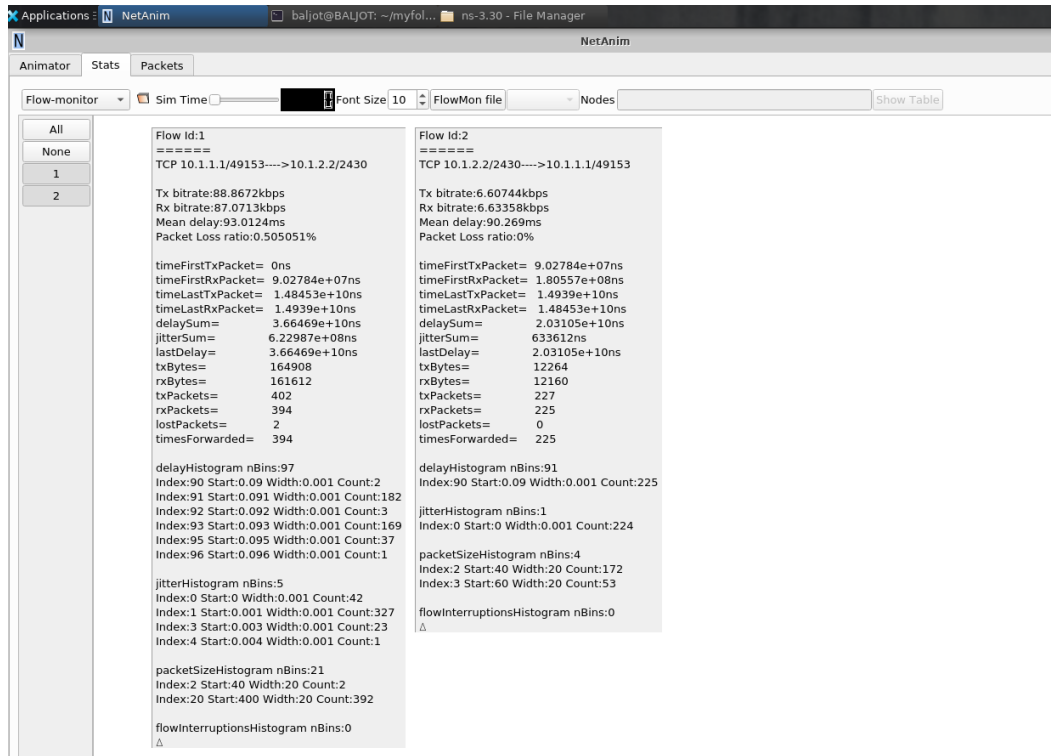 Applications
NetAnim
baljot@BALJOT: ~/myfol...
ns-3.30 - File Manager
NetAnim
Animator Stats Packets
Flow-monitor Sim Time Font Size 10 FlowMon file Nodes Show Table
All
None
1
2
Flow Id:1
======
TCP 10.1.1.1/49153---->10.1.2.2/2430
Tx bitrate:88.8672kbps
Rx bitrate:87.0713kbps
Mean delay:93.0124ms
Packet Loss ratio:0.505051%
timeFirstTxPacket= 0ns
timeFirstRxPacket= 9.02784e+07ns
timeLastTxPacket= 1.48453e+10ns
timeLastRxPacket= 1.4939e+10ns
delaySum= 3.66469e+10ns
jitterSum= 6.22987e+08ns
lastDelay= 3.66469e+10ns
txBytes= 164908
rxBytes= 161612
txPackets= 402
rxPackets= 394
lostPackets= 2
timesForwarded= 394
delayHistogram nBins:97
Index:90 Start:0.09 Width:0.001 Count:2
Index:91 Start:0.091 Width:0.001 Count:182
Index:92 Start:0.092 Width:0.001 Count:3
Index:93 Start:0.093 Width:0.001 Count:169
Index:95 Start:0.095 Width:0.001 Count:37
Index:96 Start:0.096 Width:0.001 Count:1
jitterHistogram nBins:5
Index:0 Start:0 Width:0.001 Count:42
Index:1 Start:0.001 Width:0.001 Count:327
Index:3 Start:0.003 Width:0.001 Count:23
Index:4 Start:0.004 Width:0.001 Count:1
packetSizeHistogram nBins:21
Index:2 Start:40 Width:20 Count:2
Index:20 Start:400 Width:20 Count:392
flowInterruptionsHistogram nBins:0
Flow Id:2
======
TCP 10.1.2.2/2430---->10.1.1.1/49153
Tx bitrate:6.60744kbps
Rx bitrate:6.63358kbps
Mean delay:90.269ms
Packet Loss ratio:0%
timeFirstTxPacket= 9.02784e+07ns
timeFirstRxPacket= 1.80557e+08ns
timeLastTxPacket= 1.4939e+10ns
timeLastRxPacket= 1.48453e+10ns
delaySum= 2.03105e+10ns
jitterSum= 633612ns
lastDelay= 2.03105e+10ns
txBytes= 12264
rxBytes= 12160
txPackets= 227
rxPackets= 225
lostPackets= 0
timesForwarded= 225
delayHistogram nBins:91
Index:90 Start:0.09 Width:0.001 Count:225
jitterHistogram nBins:1
Index:0 Start:0 Width:0.001 Count:224
packetSizeHistogram nBins:4
Index:2 Start:40 Width:20 Count:172
Index:3 Start:60 Width:20 Count:53
flowInterruptionsHistogram nBins:0